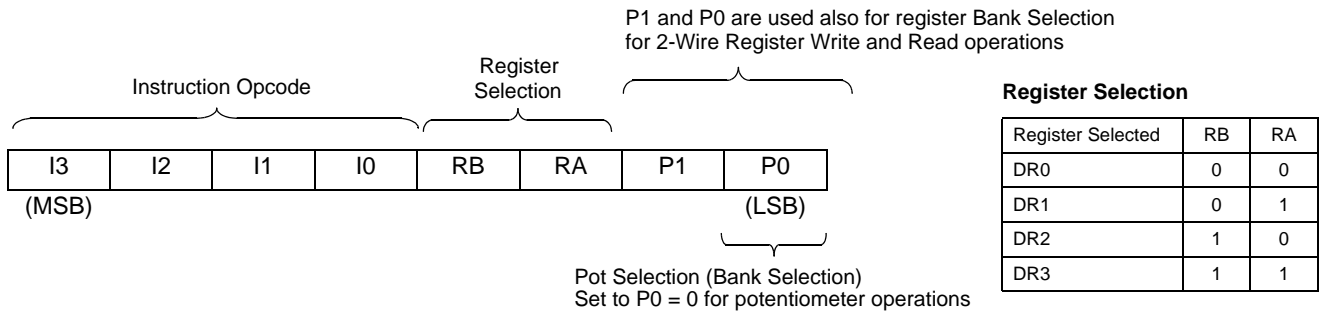 P1 and P0 are used also for register Bank Selection
for 2-Wire Register Write and Read operations
Register
Selection
Instruction Opcode
I3 I2 I1 I0 RB RA P1 P0
(MSB) (LSB)
Pot Selection (Bank Selection)
Set to P0 = 0 for potentiometer operations
Register Selection
Register Selected RB RA
DR0 0 0
DR1 0 1
DR2 1 0
DR3 1 1